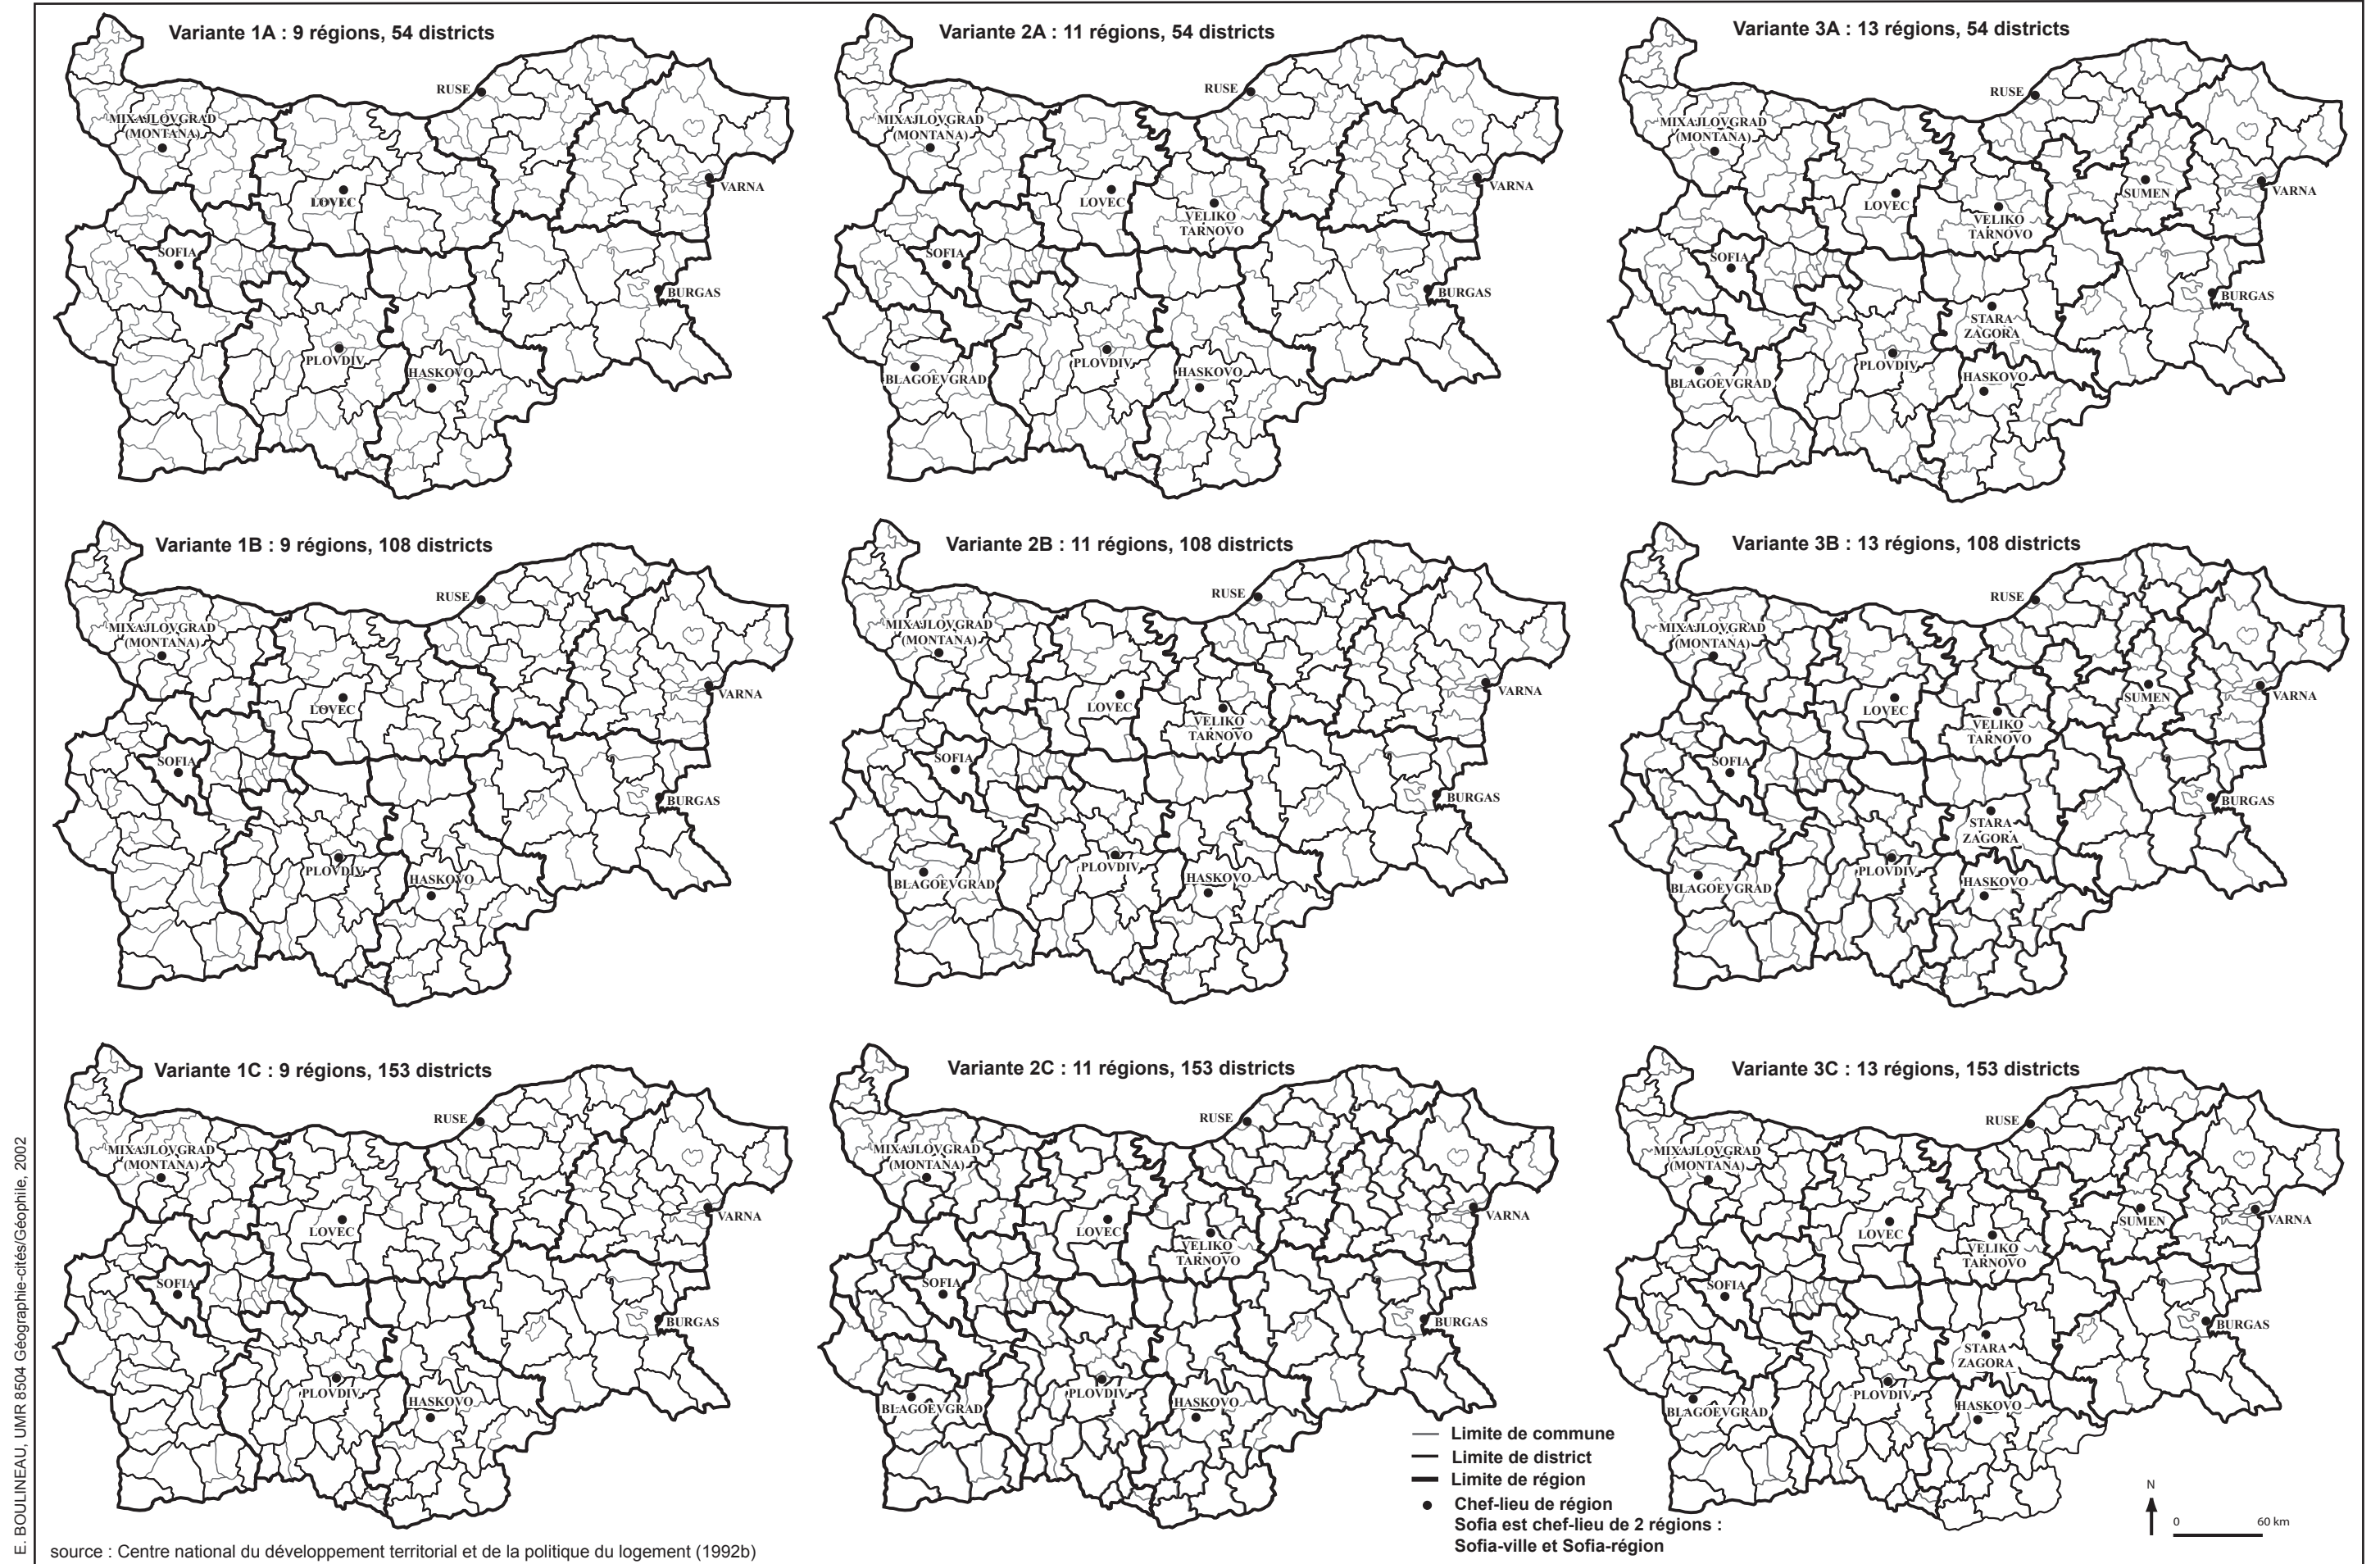 Variante 1A : 9 régions, 54 districts
RUSE
MIXAJLOVGRAD
(MONTANA)
VARNA
LOVEC
SOFIA
BURGAS
PLOVDIV
HASKOVO
Variante 2A : 11 régions, 54 districts
RUSE
MIXAJLOVGRAD
(MONTANA)
VARNA
LOVEC
VELIKO
TARNOVO
SOFIA
BURGAS
PLOVDIV
HASKOVO
BLAGOEVGRAD
Variante 3A : 13 régions, 54 districts
RUSE
MIXAJLOVGRAD
(MONTANA)
SUMEN
VARNA
LOVEC
VELIKO
TARNOVO
SOFIA
BURGAS
STARA
ZAGORA
PLOVDIV
HASKOVO
BLAGOEVGRAD
Variante 1B : 9 régions, 108 districts
RUSE
MIXAJLOVGRAD
(MONTANA)
VARNA
LOVEC
SOFIA
BURGAS
PLOVDIV
HASKOVO
Variante 2B : 11 régions, 108 districts
RUSE
MIXAJLOVGRAD
(MONTANA)
VARNA
LOVEC
VELIKO
TARNOVO
SOFIA
BURGAS
PLOVDIV
HASKOVO
BLAGOEVGRAD
Variante 3B : 13 régions, 108 districts
RUSE
MIXAJLOVGRAD
(MONTANA)
SUMEN
VARNA
LOVEC
VELIKO
TARNOVO
SOFIA
BURGAS
STARA
ZAGORA
PLOVDIV
HASKOVO
BLAGOEVGRAD
Variante 1C : 9 régions, 153 districts
RUSE
MIXAJLOVGRAD
(MONTANA)
VARNA
LOVEC
SOFIA
BURGAS
PLOVDIV
HASKOVO
Variante 2C : 11 régions, 153 districts
RUSE
MIXAJLOVGRAD
(MONTANA)
VARNA
LOVEC
VELIKO
TARNOVO
SOFIA
BURGAS
PLOVDIV
HASKOVO
BLAGOEVGRAD
Variante 3C : 13 régions, 153 districts
RUSE
MIXAJLOVGRAD
(MONTANA)
SUMEN
VARNA
LOVEC
VELIKO
TARNOVO
SOFIA
BURGAS
STARA
ZAGORA
PLOVDIV
HASKOVO
BLAGOEVGRAD
Limite de commune
Limite de district
Limite de région
Chef-lieu de région
Sofia est chef-lieu de 2 régions :
Sofia-ville et Sofia-région
N
0 60 km
source : Centre national du développement territorial et de la politique du logement (1992b)
E. BOULINEAU, UMR 8504 Géographie-cités/Géophile, 2002